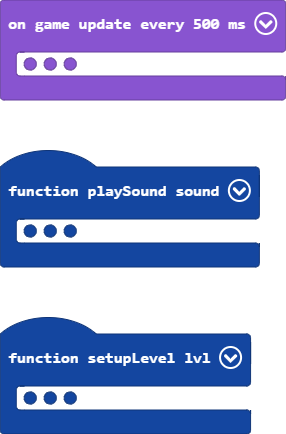 on game update every 500 ms
function playSound sound
function setupLevel lvl